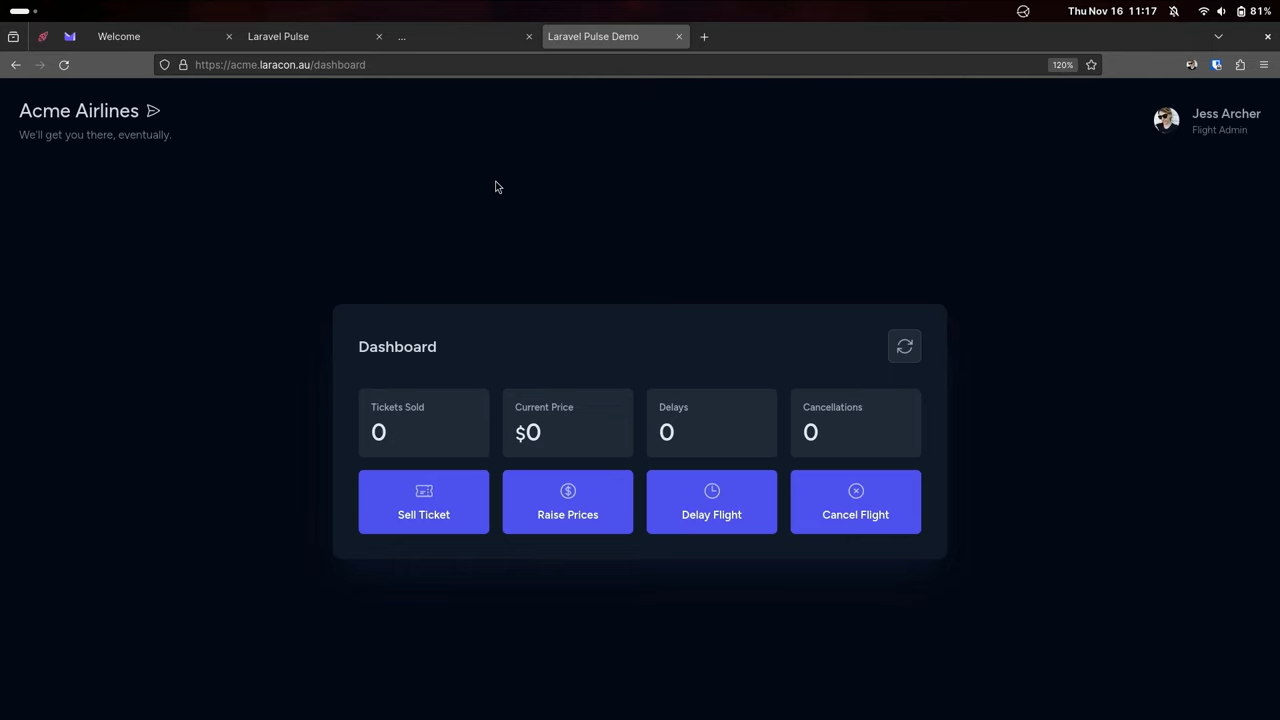 Thu Nov 16 11:17 81%
Welcome
Laravel Pulse
...
Laravel Pulse Demo
https://acme.laracon.au/dashboard
120%
Acme Airlines
We'll get you there, eventually.
Jess Archer
Flight Admin
Dashboard
Tickets Sold
0
Current Price
$0
Delays
0
Cancellations
0
Sell Ticket
Raise Prices
Delay Flight
Cancel Flight